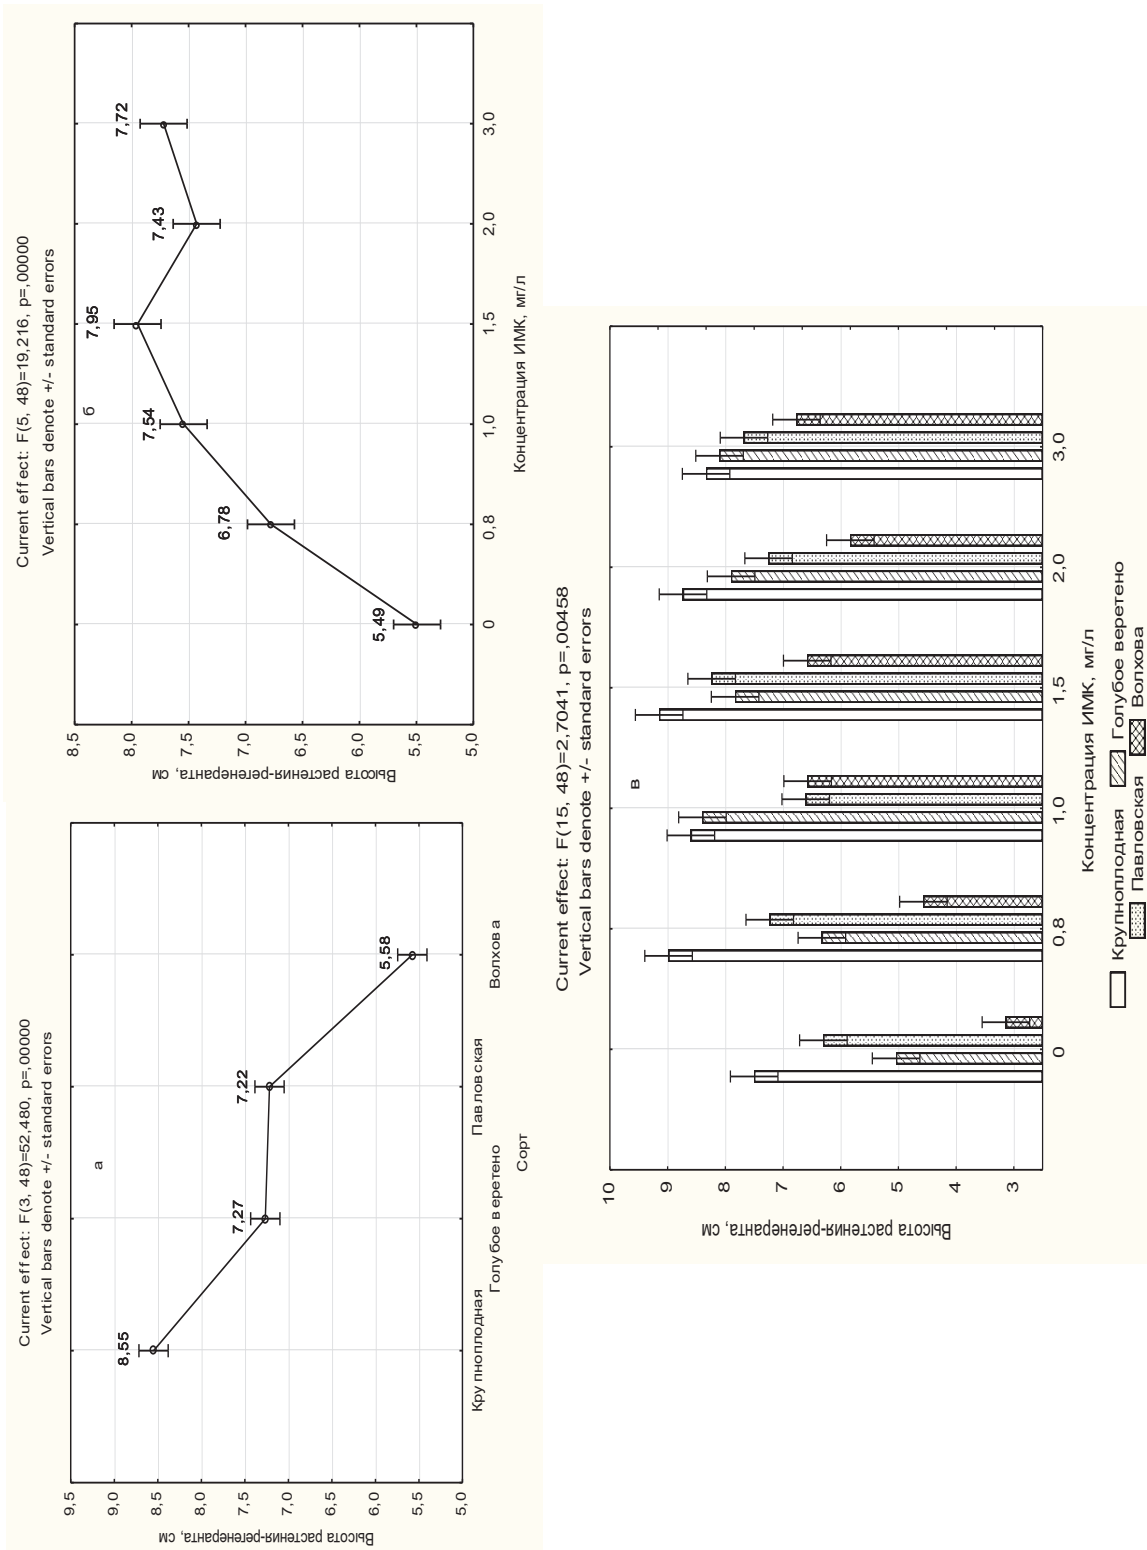 Current effect: F(3, 48)=52,480, p=,00000
Vertical bars denote +/- standard errors
а
9,5
9,0
8,5
8,0
7,5
7,0
6,5
6,0
5,5
5,0
Высота растения-регенеранта, см
8,55
7,27
7,22
5,58
Крупноплодная
Голубое веретено
Павловская
Волхова
Сорт
Current effect: F(5, 48)=19,216, p=,00000
Vertical bars denote +/- standard errors
б
8,5
8,0
7,5
7,0
6,5
6,0
5,5
5,0
Высота растения-регенеранта, см
5,49
6,78
7,54
7,95
7,43
7,72
0
0,8
1,0
1,5
2,0
3,0
Концентрация ИМК, мг/л
Current effect: F(15, 48)=2,7041, p=,00458
Vertical bars denote +/- standard errors
в
10
9
8
7
6
5
4
3
Высота растения-регенеранта, см
0
0,8
1,0
1,5
2,0
3,0
Концентрация ИМК, мг/л
Крупноплодная Голубое веретено
Павловская Волхова